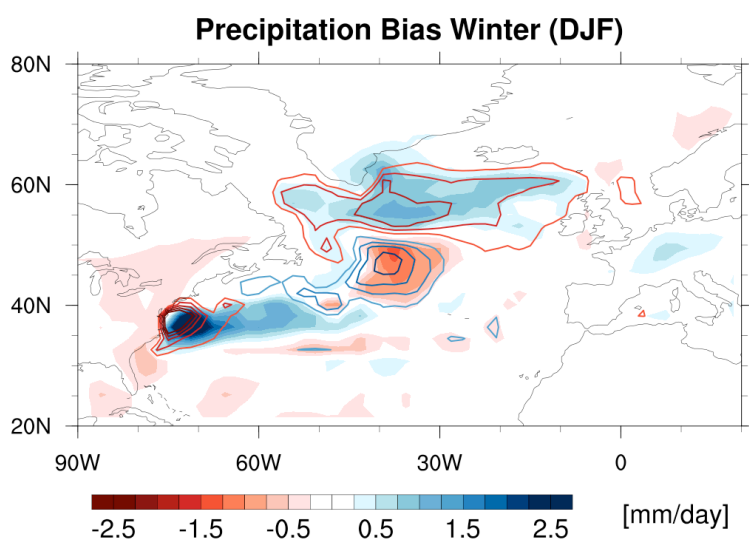 Precipitation Bias Winter (DJF)
80N
60N
40N
20N
90W 60W 30W 0
-2.5 -1.5 -0.5 0.5 1.5 2.5 [mm/day]